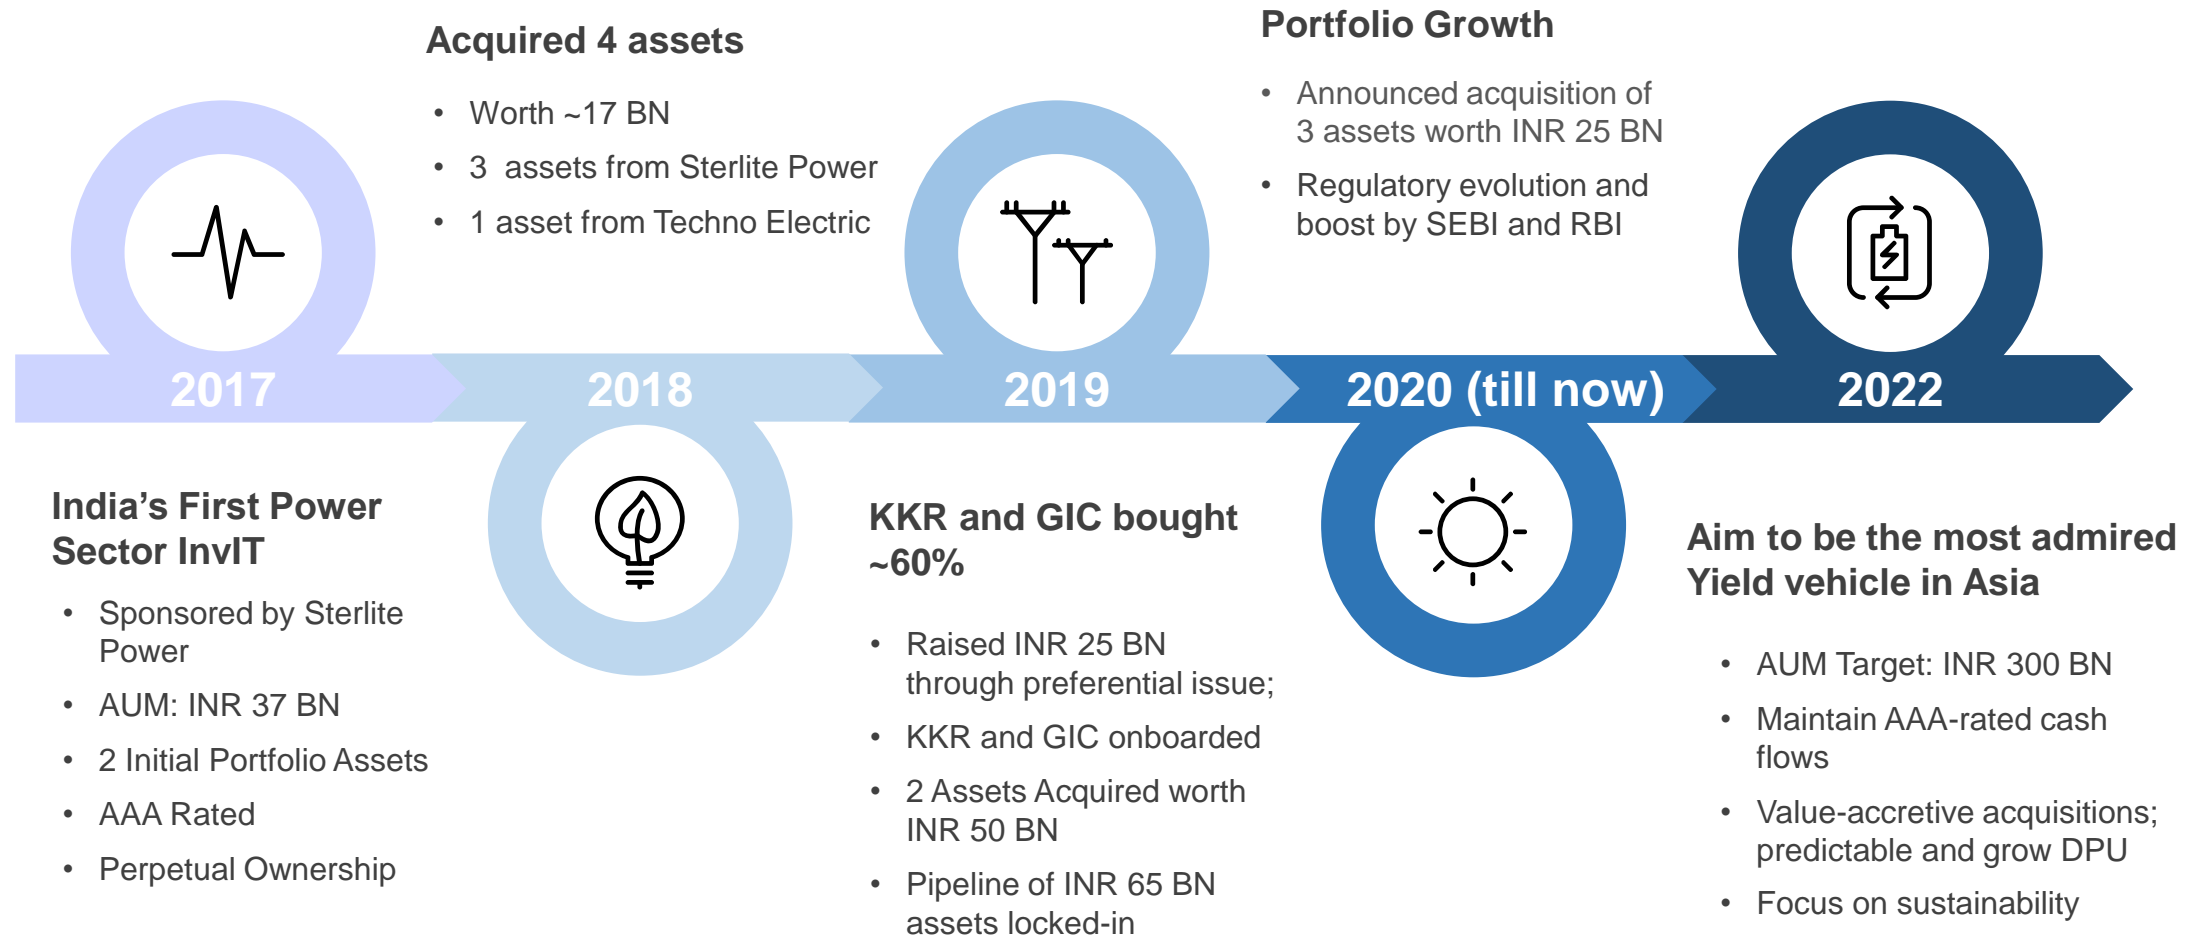 2017
India’s First Power
Sector InvIT
• Sponsored by Sterlite
Power
• AUM: INR 37 BN
• 2 Initial Portfolio Assets
• AAA Rated
• Perpetual Ownership
Acquired 4 assets
• Worth ~17 BN
• 3 assets from Sterlite Power
• 1 asset from Techno Electric
2018
2019
KKR and GIC bought
~60%
• Raised INR 25 BN
through preferential issue;
• KKR and GIC onboarded
• 2 Assets Acquired worth
INR 50 BN
• Pipeline of INR 65 BN
assets locked-in
Portfolio Growth
• Announced acquisition of
3 assets worth INR 25 BN
• Regulatory evolution and
boost by SEBI and RBI
2020 (till now)
2022
Aim to be the most admired
Yield vehicle in Asia
• AUM Target: INR 300 BN
• Maintain AAA-rated cash
flows
• Value-accretive acquisitions;
predictable and grow DPU
• Focus on sustainability